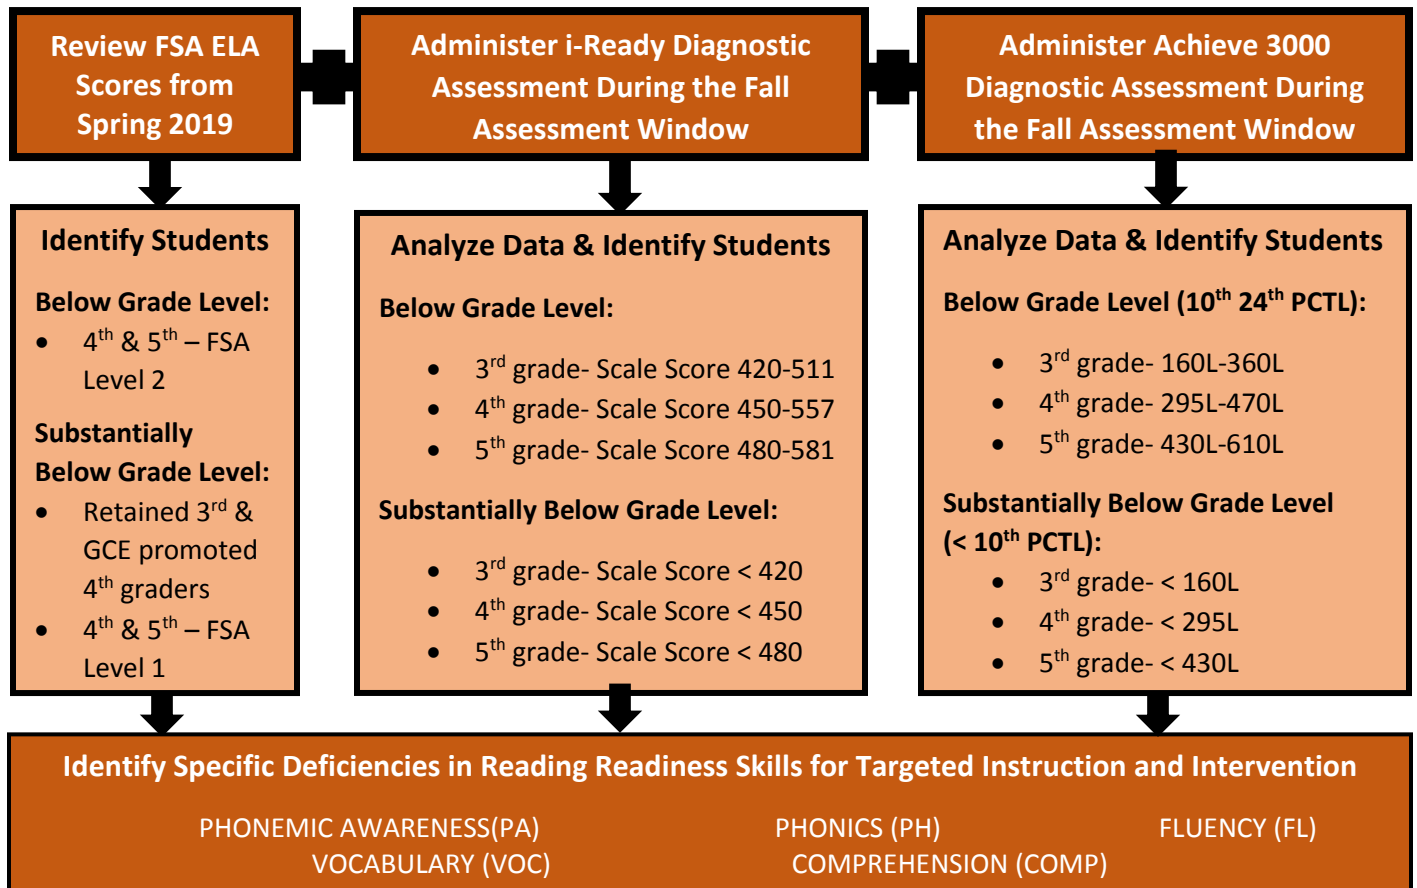 Review FSA ELA
Scores from
Spring 2019
Administer i-Ready Diagnostic
Assessment During the Fall
Assessment Window
Administer Achieve 3000
Diagnostic Assessment During
the Fall Assessment Window
Identify Students
Below Grade Level:
• 4th & 5th – FSA
Level 2
Substantially
Below Grade Level:
• Retained 3rd &
GCE promoted
4th graders
• 4th & 5th – FSA
Level 1
Analyze Data & Identify Students
Below Grade Level:
• 3rd grade- Scale Score 420-511
• 4th grade- Scale Score 450-557
• 5th grade- Scale Score 480-581
Substantially Below Grade Level:
• 3rd grade- Scale Score < 420
• 4th grade- Scale Score < 450
• 5th grade- Scale Score < 480
Analyze Data & Identify Students
Below Grade Level (10th 24th PCTL):
• 3rd grade- 160L-360L
• 4th grade- 295L-470L
• 5th grade- 430L-610L
Substantially Below Grade Level
(< 10th PCTL):
• 3rd grade- < 160L
• 4th grade- < 295L
• 5th grade- < 430L
Identify Specific Deficiencies in Reading Readiness Skills for Targeted Instruction and Intervention
PHONEMIC AWARENESS(PA) PHONICS (PH) FLUENCY (FL)
VOCABULARY (VOC) COMPREHENSION (COMP)